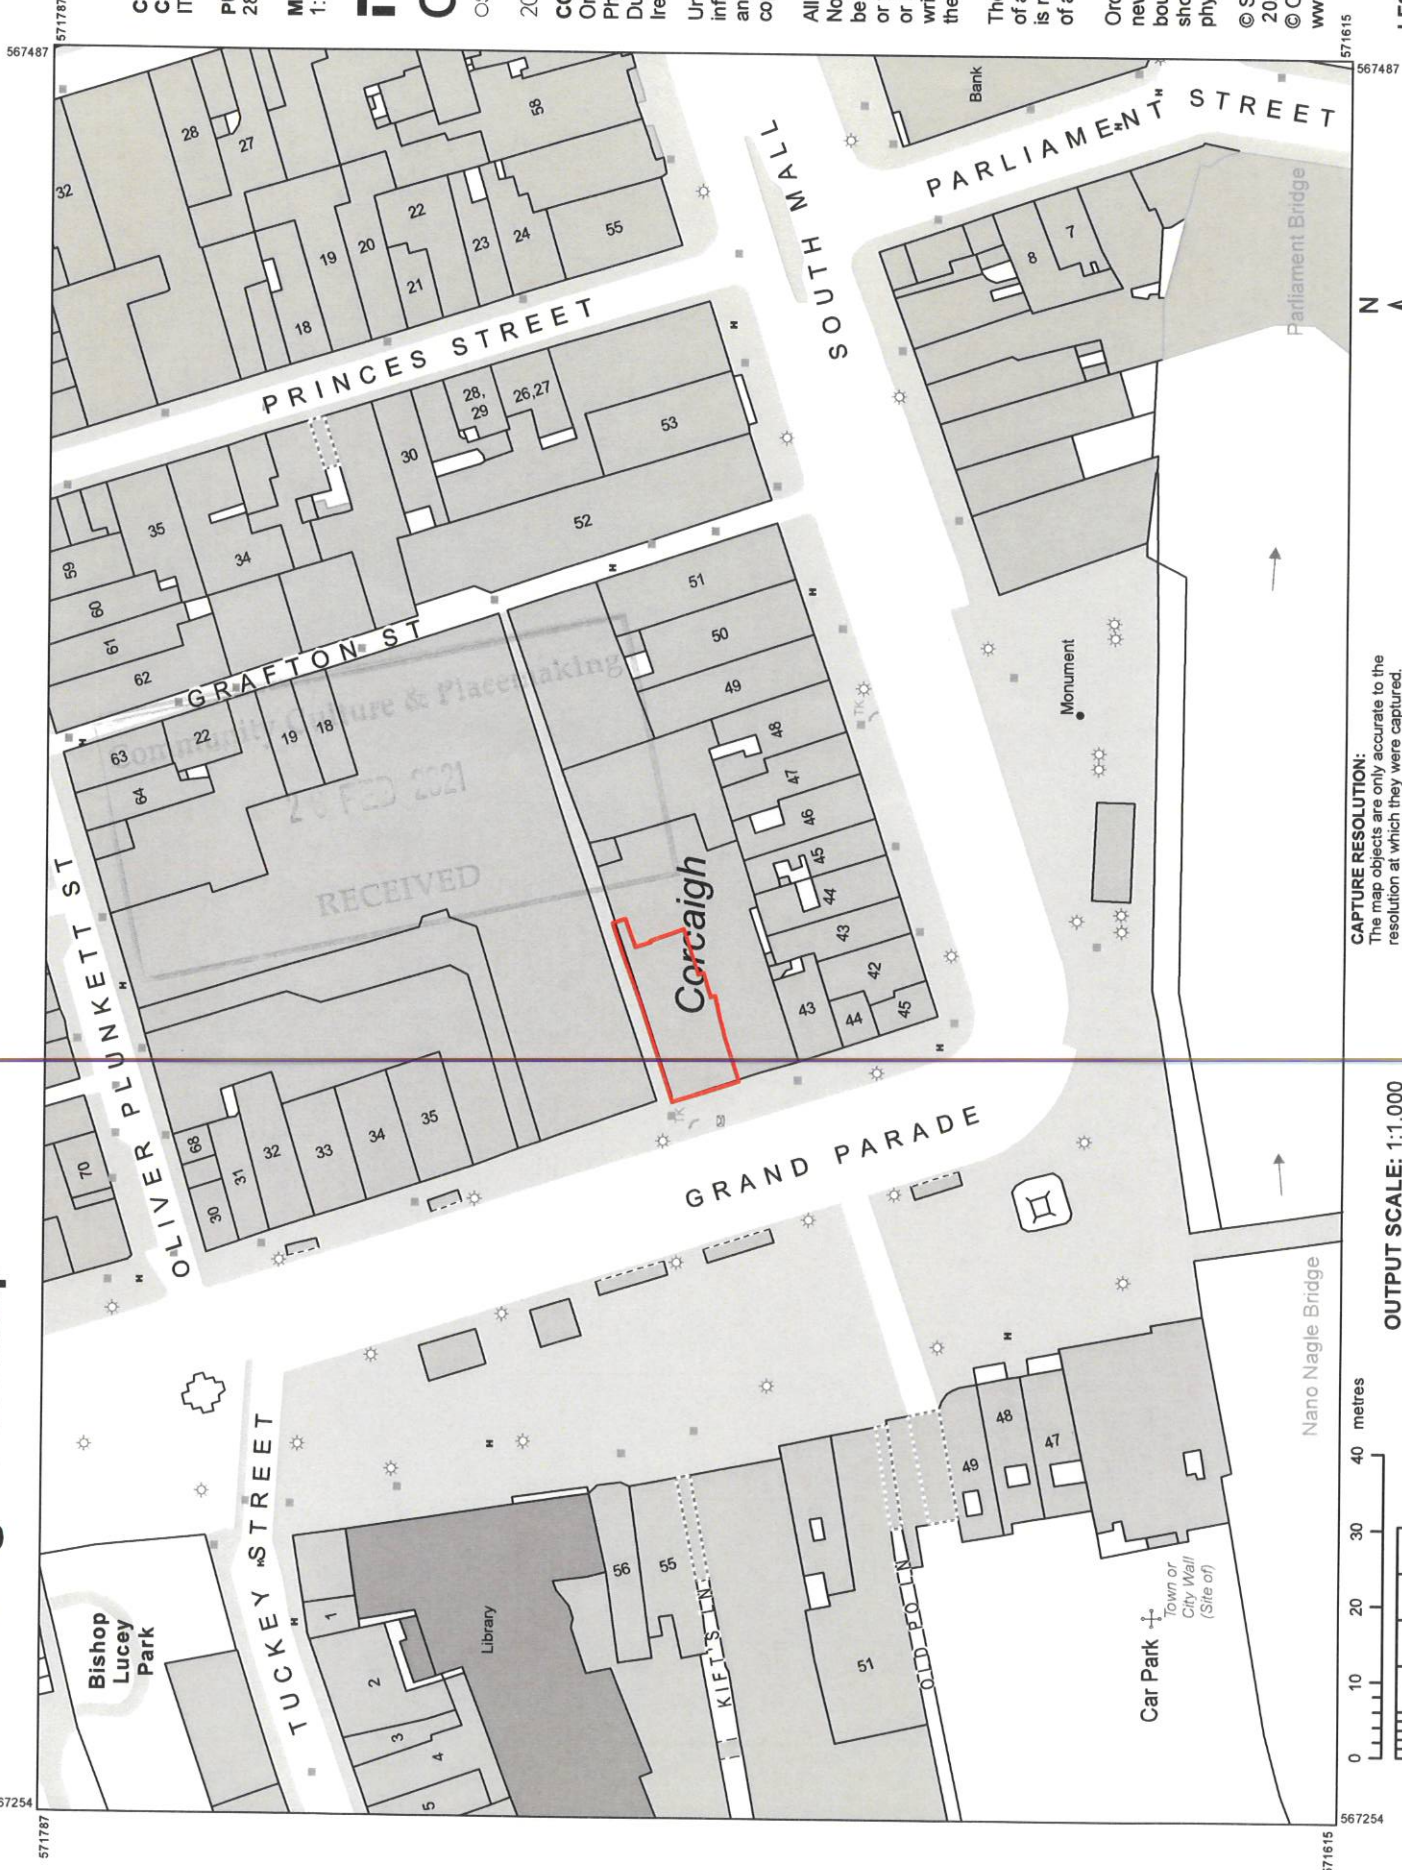 571787
567487
571615
567487
32
28
27
58
Bank
PARLIAMENT STREET
SOUTH MALL
22
55
19
20
23
24
21
18
8
7
Parliament Bridge
PRINCES STREET
N
28,
29
26,27
53
30
52
35
59
34
60
61
62
51
50
49
GRAFTON ST
Community Culture & Placemaking
FEB 2021
RECEIVED
63
22
19
18
64
48
47
46
45
44
43
42
43
44
45
TK
Monument
Corcaigh
OLIVER PLUNKETT ST
CAPTURE RESOLUTION:
The map objects are only accurate to the
resolution at which they were captured.
OUTPUT SCALE: 1:1,000
70
68
31
30
32
33
34
35
TK
GRAND PARADE
Nano Nagle Bridge
TUCKEY STREET
Bishop
Lucey
Park
1
2
3
4
5
Library
56
55
KIFT'S LN
51
OLD PO LN
49
48
47
Car Park
Town or
City Wall
(Site of)
0 10 20 30 40 metres
571787
567254